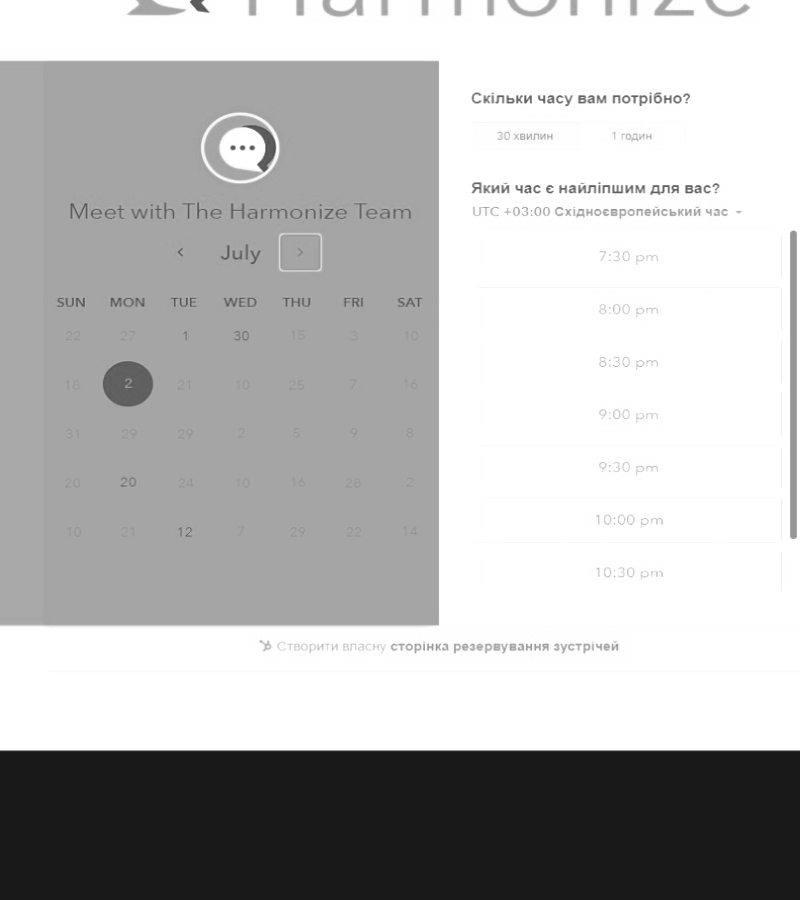 Harmonize
Meet with The Harmonize Team
July
SUN MON TUE WED THU FRI SAT
22 27 1 30 15 3 10
18 2 21 10 25 7 16
31 29 29 2 5 9 8
20 20 24 10 16 28 2
10 21 12 7 29 22 14
Скільки часу вам потрібно?
30 хвилин 1 годин
Який час є найліпшим для вас?
UTC +03:00 Східноєвропейський час
7:30 pm
8:00 pm
8:30 pm
9:00 pm
9:30 pm
10:00 pm
10:30 pm
Створити власну сторінка резервування зустрічей